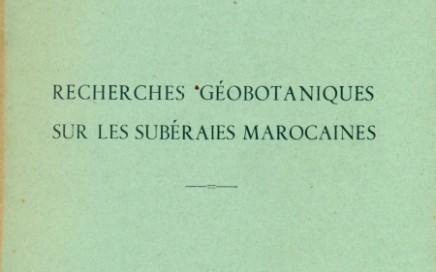 RECHERCHES GÉOBOTANIQUES
SUR LES SUBÉRAIES MAROCAINES